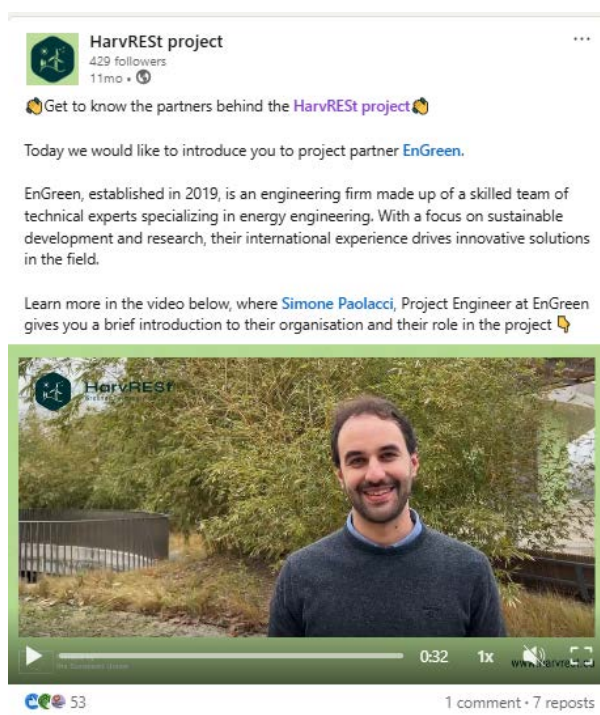 HarvRESt project
429 followers
11mo •
Get to know the partners behind the HarvRESt project
Today we would like to introduce you to project partner EnGreen.
EnGreen, established in 2019, is an engineering firm made up of a skilled team of
technical experts specializing in energy engineering. With a focus on sustainable
development and research, their international experience drives innovative solutions
in the field.
Learn more in the video below, where Simone Paolacci, Project Engineer at EnGreen
gives you a brief introduction to their organisation and their role in the project
HarvRESt
0:32 1x
53
1 comment • 7 reposts